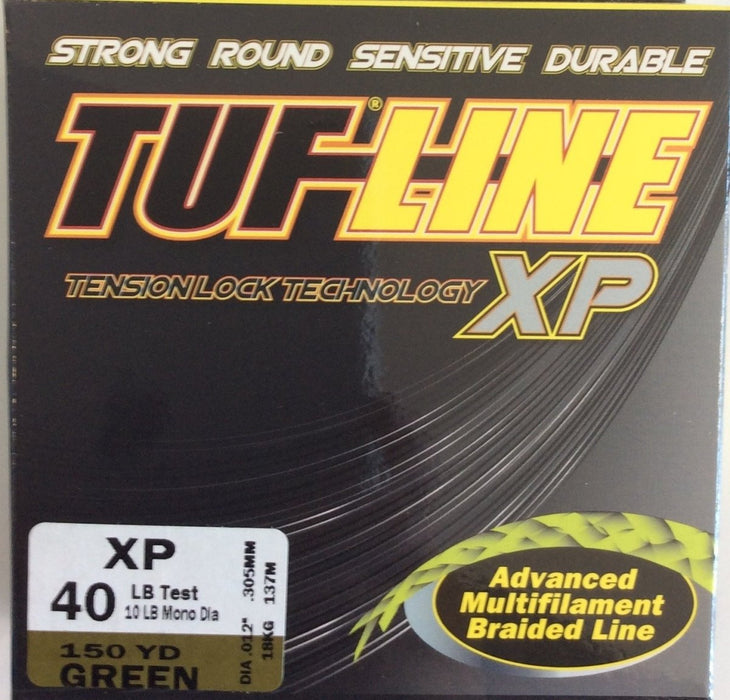 STRONG ROUND SENSITIVE DURABLE
TUF-LINE®
TENSION LOCK TECHNOLOGY XP
XP
40 LB Test
10 LB Mono Dia
150 YD
GREEN
DIA .012" .305MM
18KG 137M
Advanced
Multifilament
Braided Line